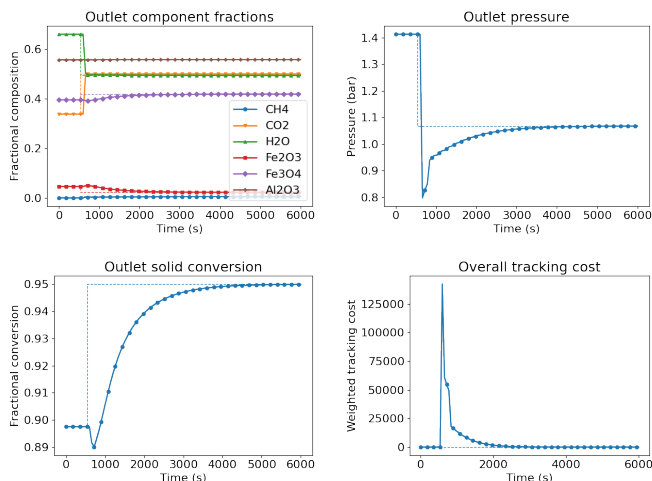 Outlet component fractions
Fractional composition
0.6
0.4
0.2
0.0
CH4
CO2
H2O
Fe2O3
Fe3O4
Al2O3
0 1000 2000 3000 4000 5000 6000
Time (s)
Outlet pressure
Pressure (bar)
1.4
1.3
1.2
1.1
1.0
0.9
0.8
0 1000 2000 3000 4000 5000 6000
Time (s)
Outlet solid conversion
Fractional conversion
0.95
0.94
0.93
0.92
0.91
0.90
0.89
0 1000 2000 3000 4000 5000 6000
Time (s)
Overall tracking cost
Weighted tracking cost
125000
100000
75000
50000
25000
0
0 2000 4000 6000
Time (s)